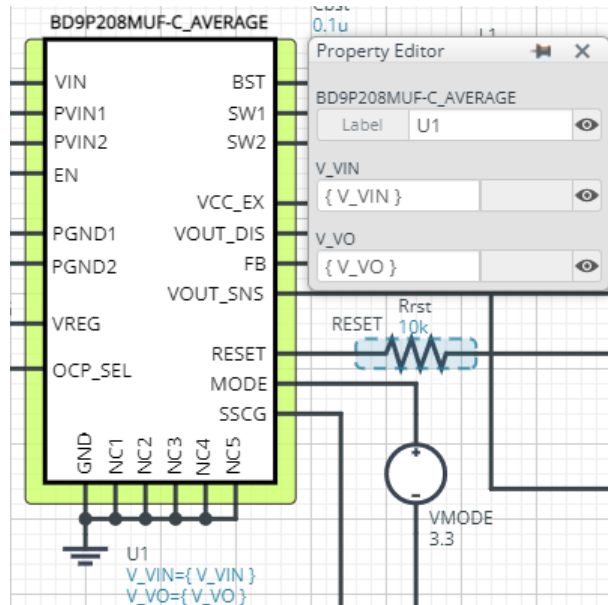 BD9P208MUF-C_AVERAGE
0.1u
VIN
PVIN1
PVIN2
EN
PGND1
PGND2
VREG
OCP_SEL
BST
SW1
SW2
VCC_EX
VOUT_DIS
FB
VOUT_SNS
RESET
MODE
SSCG
GND
NC1
NC2
NC3
NC4
NC5
Property Editor
BD9P208MUF-C_AVERAGE
Label U1
V_VIN
{ V_VIN }
V_VO
{ V_VO }
RESET
Rrst
10k
VMODE
3.3
U1
V_VIN={ V_VIN }
V_VO={ V_VO }